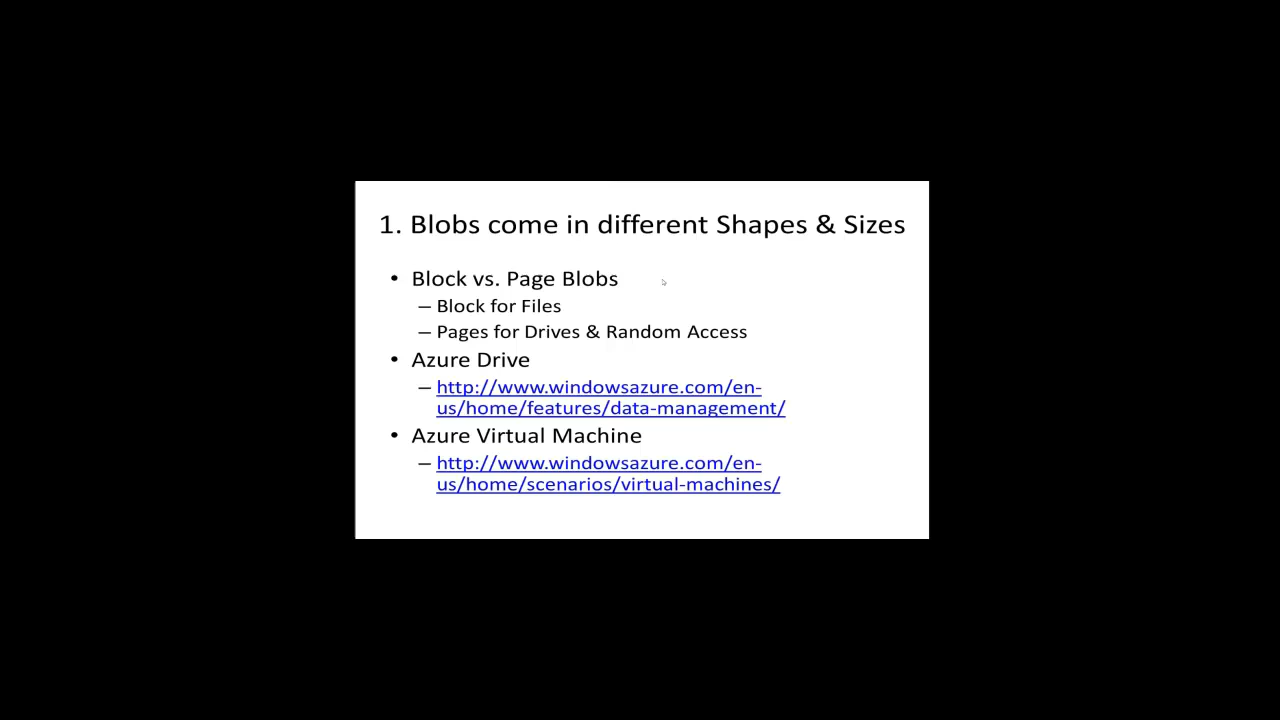 1. Blobs come in different Shapes & Sizes
• Block vs. Page Blobs
– Block for Files
– Pages for Drives & Random Access
• Azure Drive
– http://www.windowsazure.com/en-
us/home/features/data-management/
• Azure Virtual Machine
– http://www.windowsazure.com/en-
us/home/scenarios/virtual-machines/